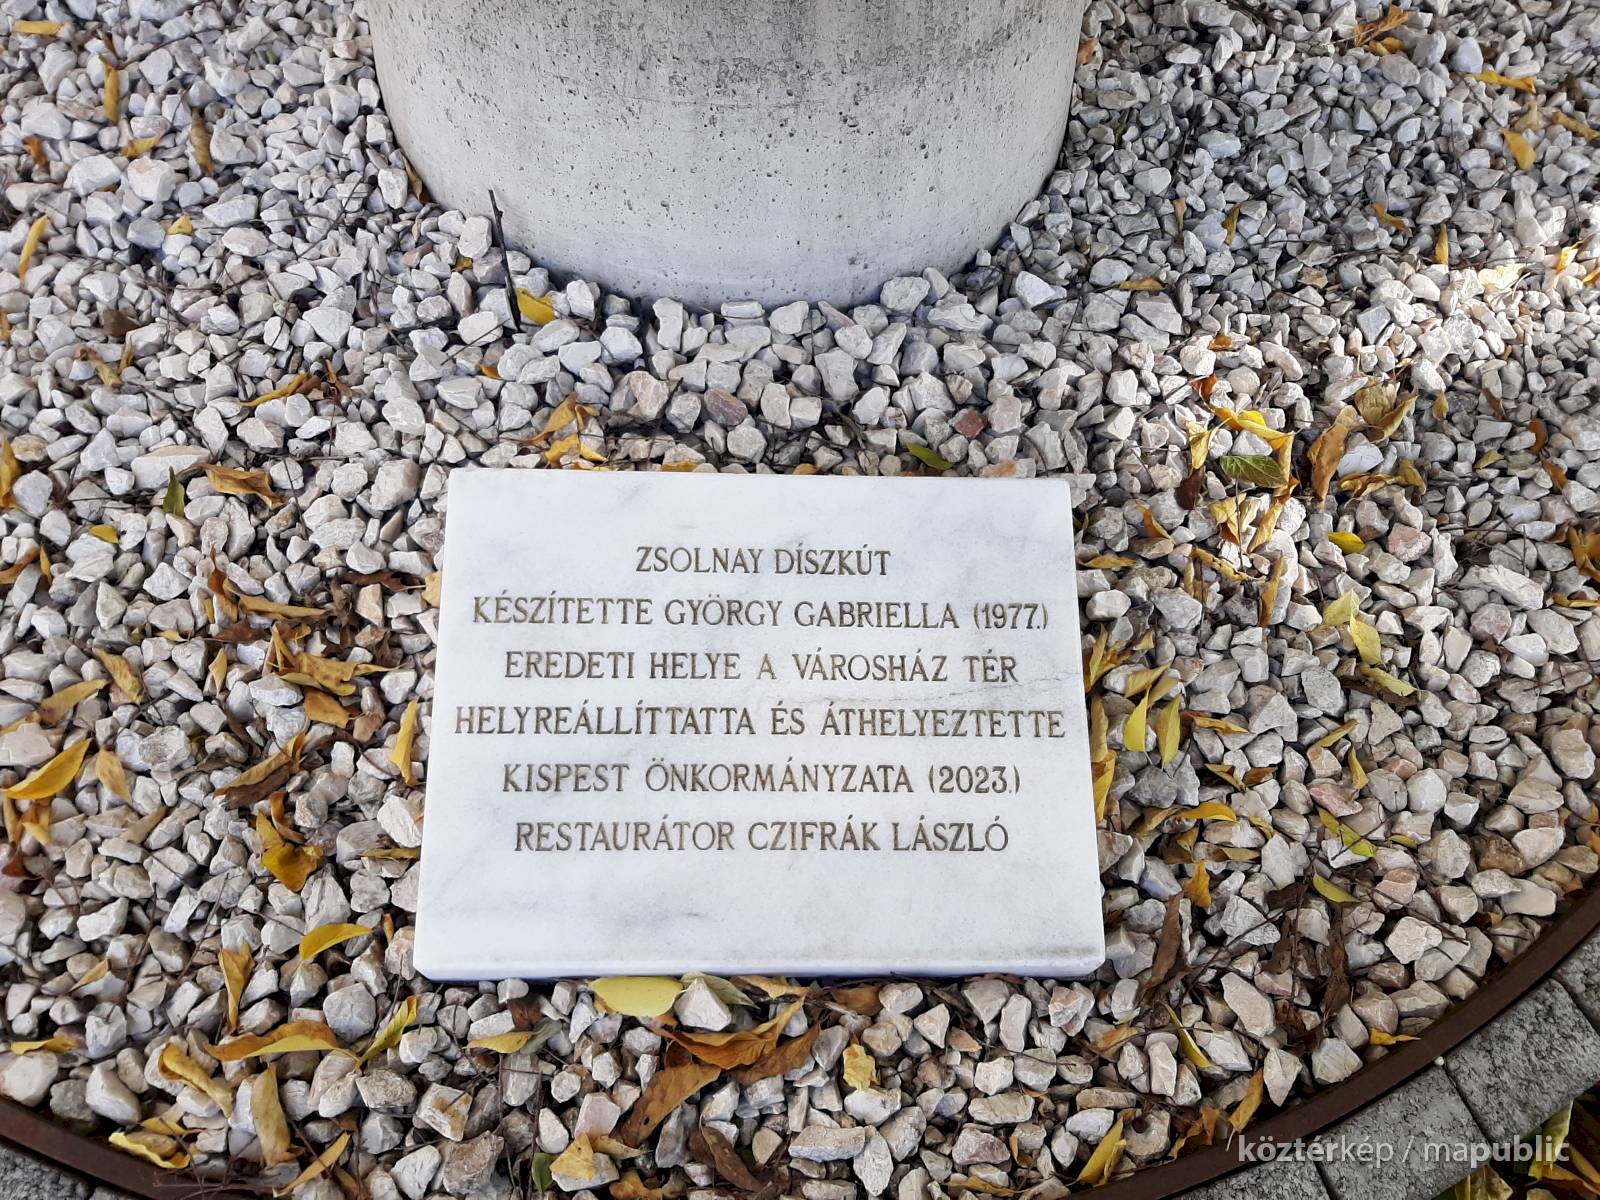 ZSOLNAY DÍSZKÚT
KÉSZÍTETTE GYÖRGY GABRIELLA (1977.)
EREDETI HELYE A VÁROSHÁZ TÉR
HELYREÁLLÍTTATTA ÉS ÁTHELYEZTETTE
KISPEST ÖNKORMÁNYZATA (2023.)
RESTAURÁTOR CZIFRÁK LÁSZLÓ
köztérkép / mapublic